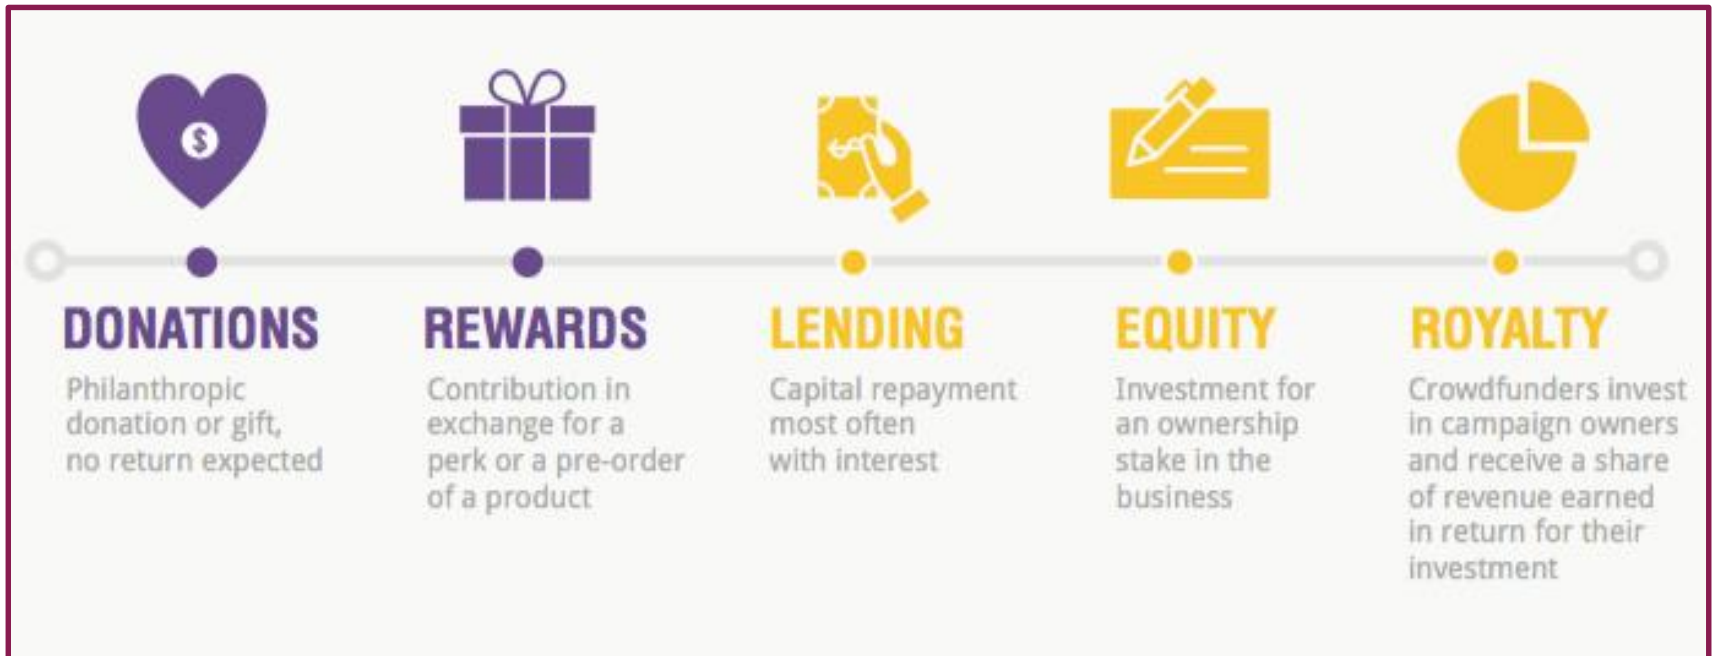 $
DONATIONS
Philanthropic
donation or gift,
no return expected
REWARDS
Contribution in
exchange for a
perk or a pre-order
of a product
LENDING
Capital repayment
most often
with interest
EQUITY
Investment for
an ownership
stake in the
business
ROYALTY
Crowdfunders invest
in campaign owners
and receive a share
of revenue earned
in return for their
investment